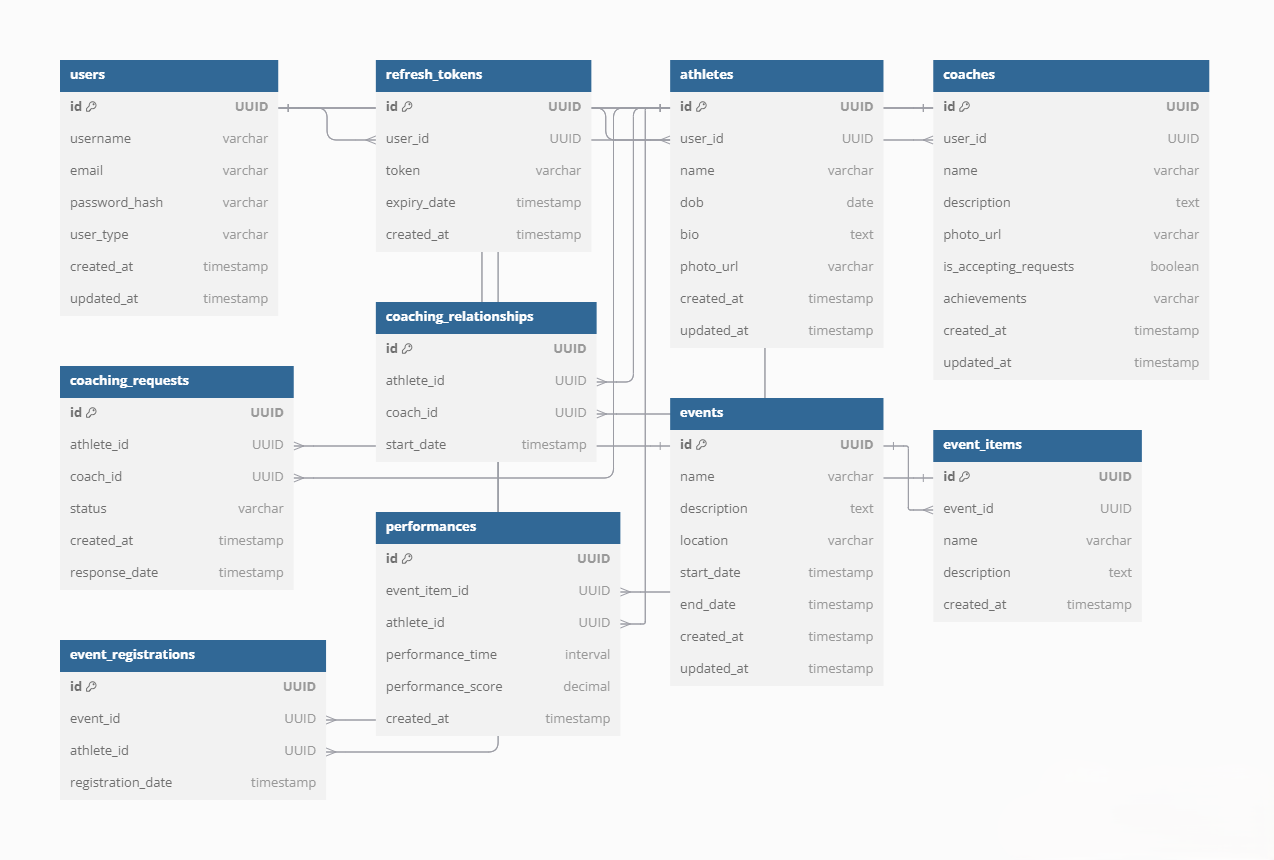 users
id UUID
username varchar
email varchar
password_hash varchar
user_type varchar
created_at timestamp
updated_at timestamp
refresh_tokens
id UUID
user_id UUID
token varchar
expiry_date timestamp
created_at timestamp
athletes
id UUID
user_id UUID
name varchar
dob date
bio text
photo_url varchar
created_at timestamp
updated_at timestamp
coaches
id UUID
user_id UUID
name varchar
description text
photo_url varchar
is_accepting_requests boolean
achievements varchar
created_at timestamp
updated_at timestamp
coaching_relationships
id UUID
athlete_id UUID
coach_id UUID
start_date timestamp
coaching_requests
id UUID
athlete_id UUID
coach_id UUID
status varchar
created_at timestamp
response_date timestamp
events
id UUID
name varchar
description text
location varchar
start_date timestamp
end_date timestamp
created_at timestamp
updated_at timestamp
event_items
id UUID
event_id UUID
name varchar
description text
created_at timestamp
performances
id UUID
event_item_id UUID
athlete_id UUID
performance_time interval
performance_score decimal
created_at timestamp
event_registrations
id UUID
event_id UUID
athlete_id UUID
registration_date timestamp